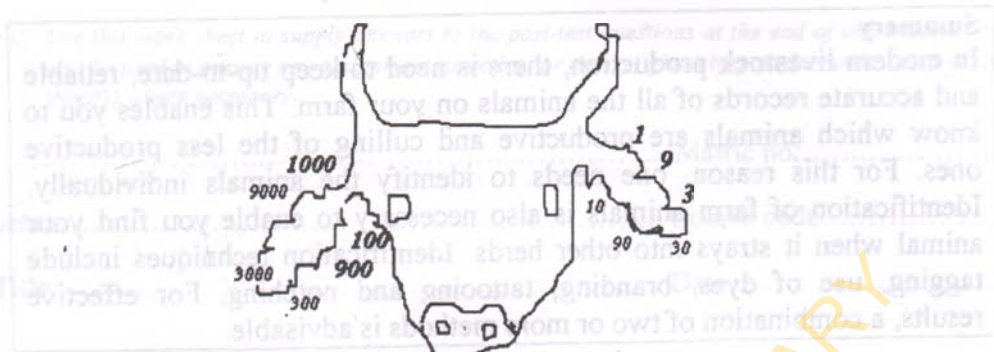 Summary
In modern livestock production, there is need to keep up-to-date, reliable
and accurate records of all the animals on your farm. This enables you to
know which animals are productive and culling of the less productive
ones. For this reason, one needs to identify the animals individually,
Identification of farm animals is also necessary to enable you find your
animal when it strays into other herds. Identification techniques include
tagging, use of dyes, branding, tattooing and notching. For effective
results, a combination of two or more methods is advisable.
1000
9000
100
900
3000
300
1
9
3
10
90
30
ARY